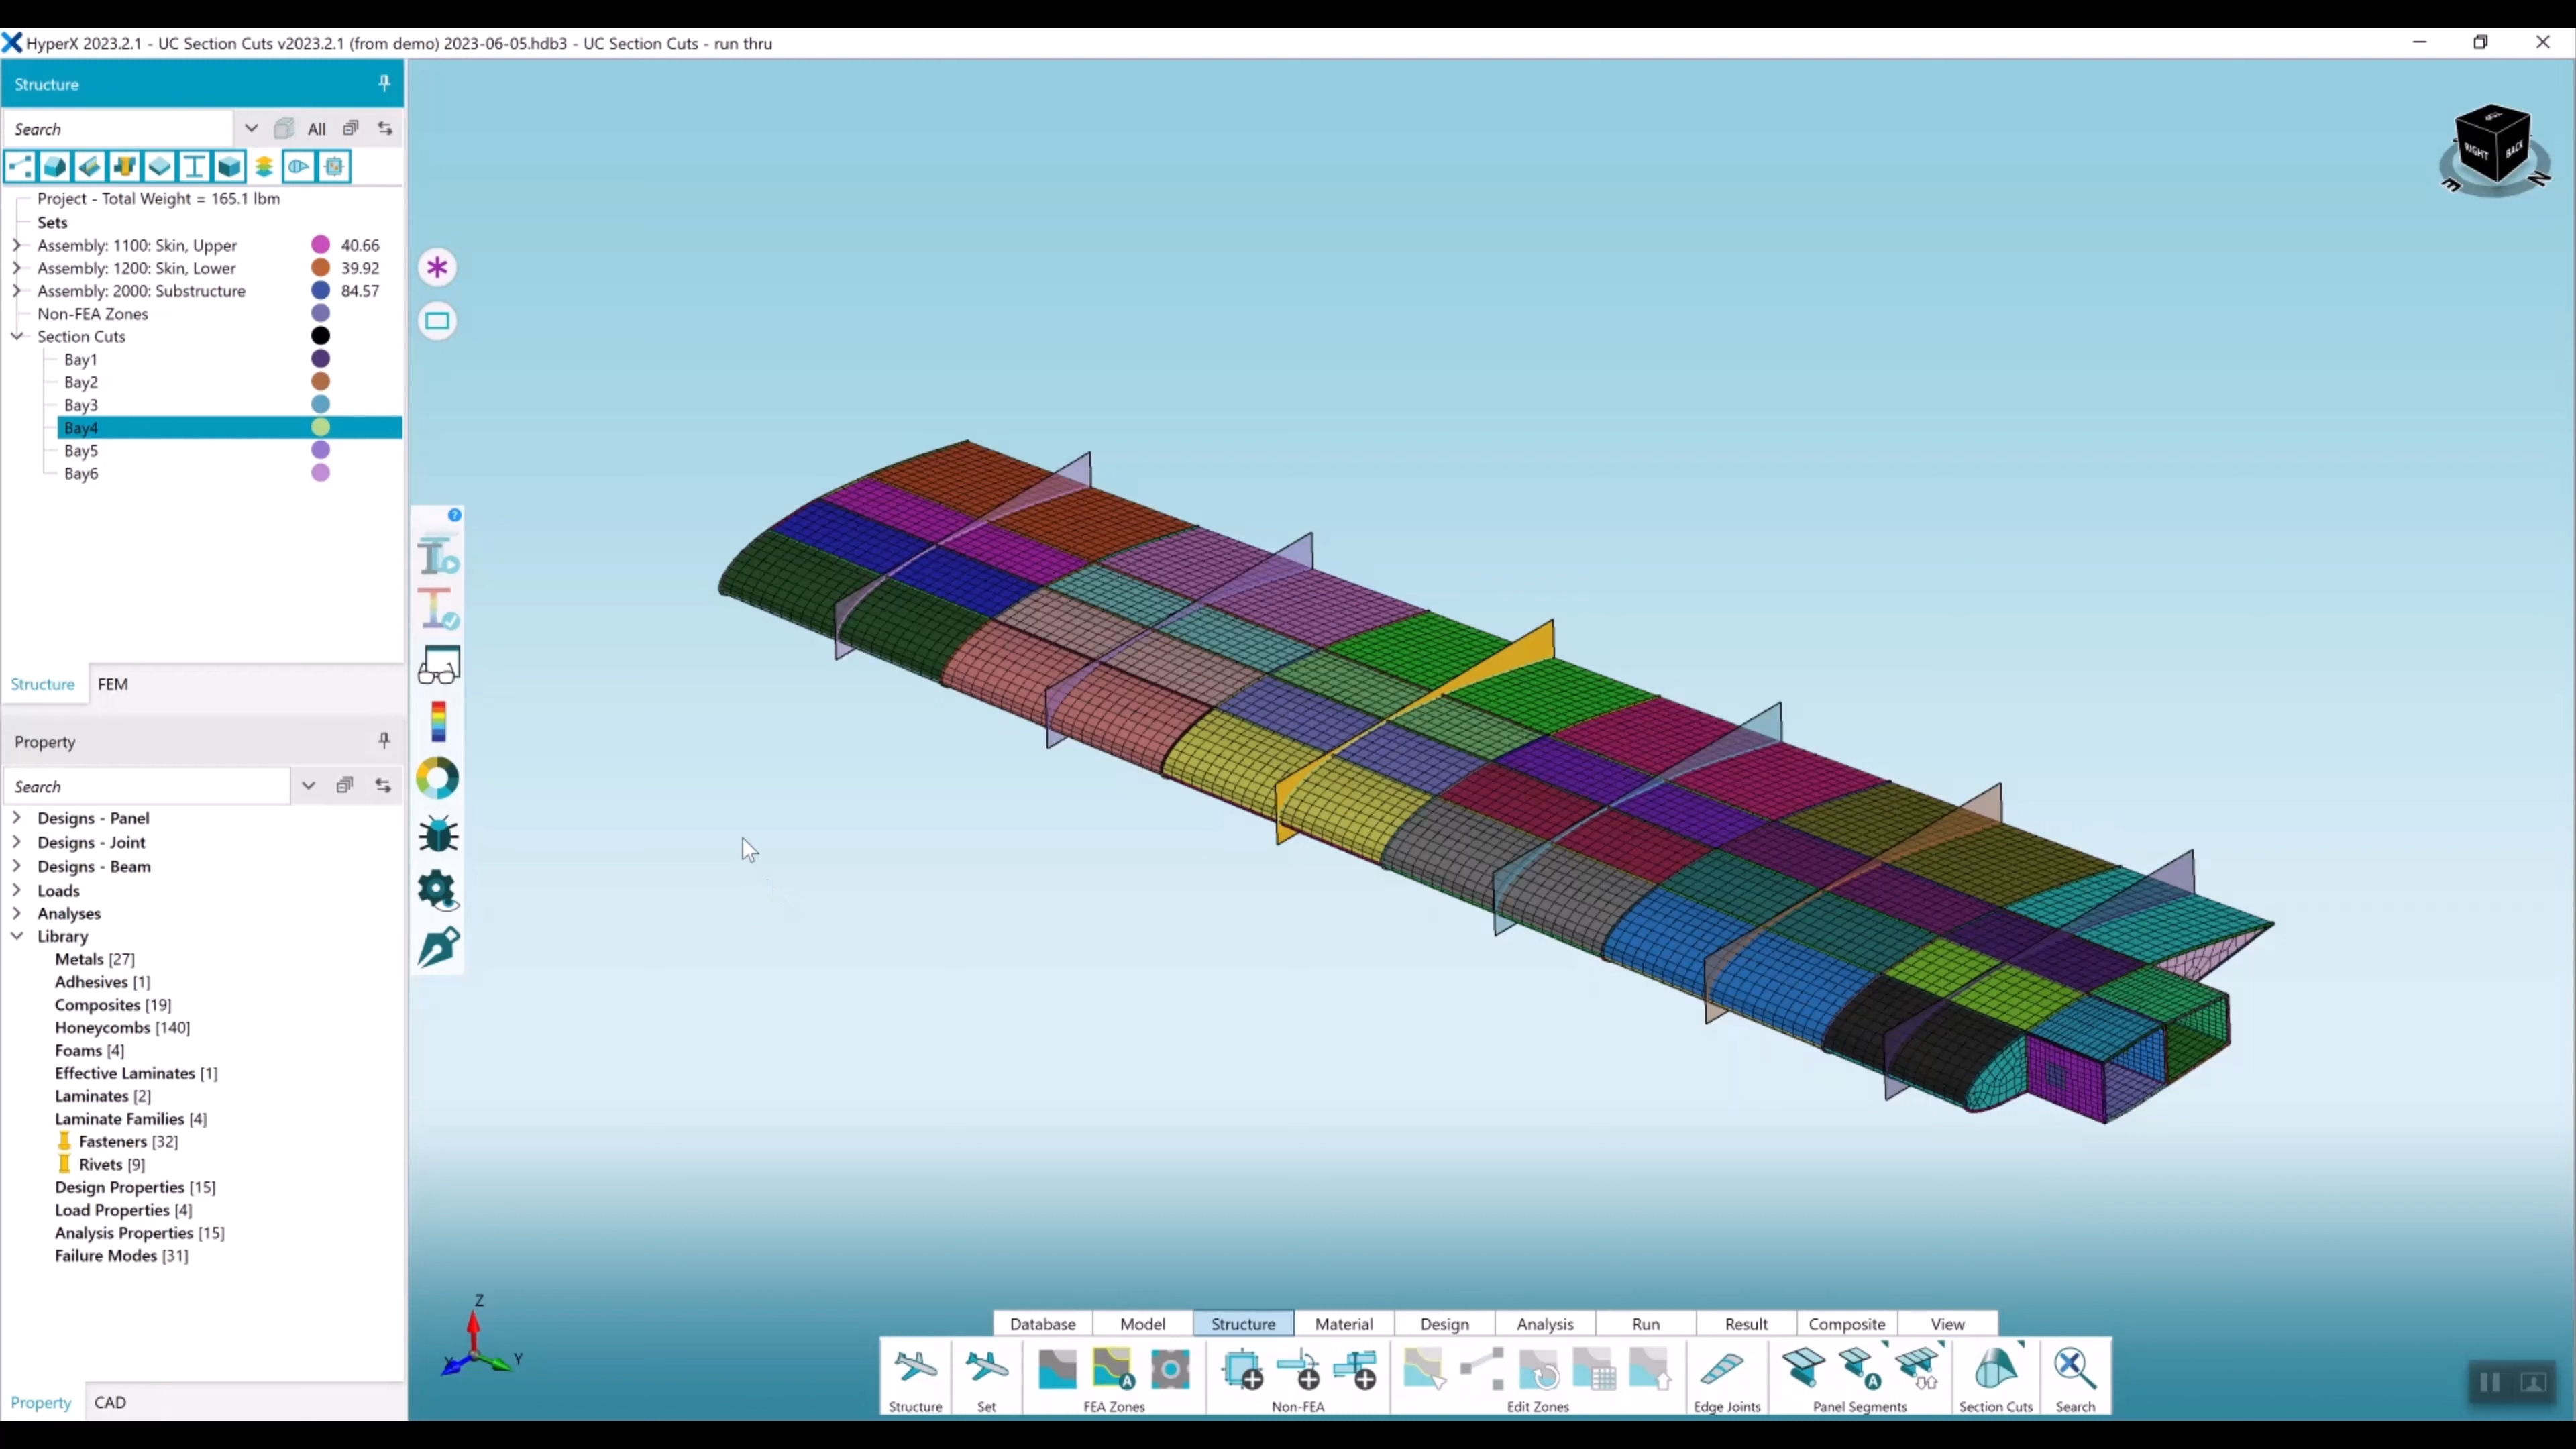 HyperX 2023.2.1 - UC Section Cuts v2023.2.1 (from demo) 2023-06-05.hdb3 - UC Section Cuts - run thru
Structure
Search
All
Project - Total Weight = 165.1 lbm
Sets
Assembly: 1100: Skin, Upper 40.66
Assembly: 1200: Skin, Lower 39.92
Assembly: 2000: Substructure 84.57
Non-FEA Zones
Section Cuts
Bay1
Bay2
Bay3
Bay4
Bay5
Bay6
Structure FEM
Property
Search
Designs - Panel
Designs - Joint
Designs - Beam
Loads
Analyses
Library
Metals [27]
Adhesives [1]
Composites [19]
Honeycombs [140]
Foams [4]
Effective Laminates [1]
Laminates [2]
Laminate Families [4]
Fasteners [32]
Rivets [9]
Design Properties [15]
Load Properties [4]
Analysis Properties [15]
Failure Modes [31]
Property CAD
?
TOP
RIGHT BACK
E N
Z
X Y
Database Model Structure Material Design Analysis Run Result Composite View
A A
Structure Set FEA Zones Non-FEA Edit Zones Edge Joints Panel Segments Section Cuts Search